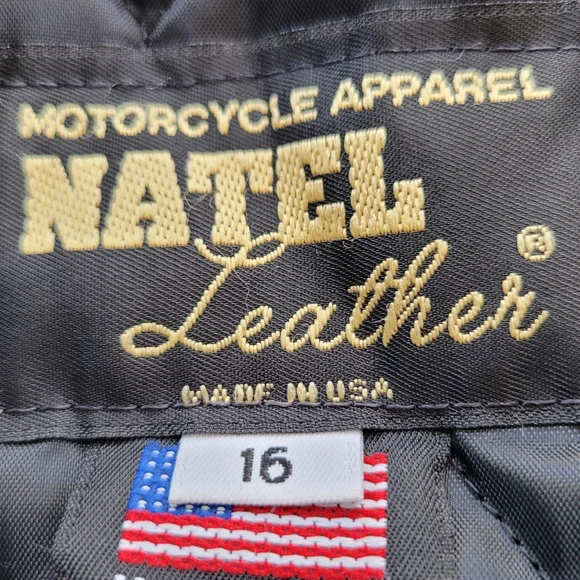 MOTORCYCLE APPAREL
NATEL
Leather ®
MADE IN USA
16